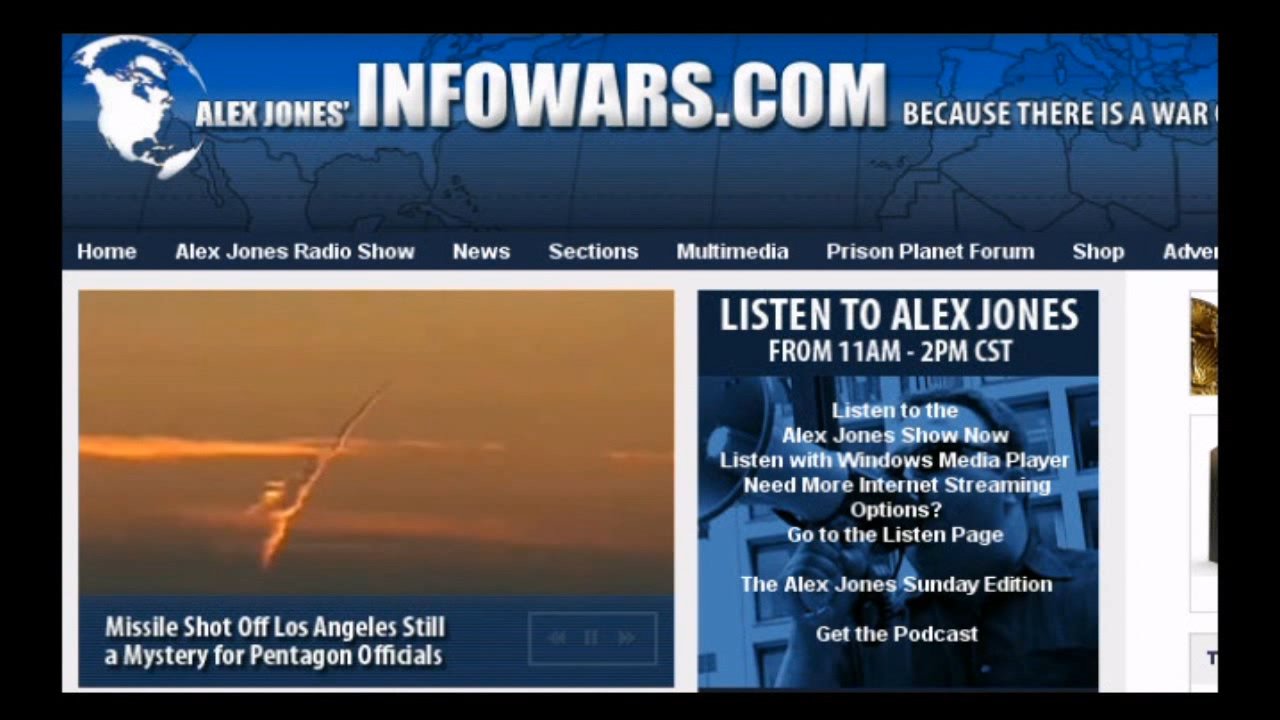 ALEX JONES' INFOWARS.COM BECAUSE THERE IS A WAR
Home Alex Jones Radio Show News Sections Multimedia Prison Planet Forum Shop
LISTEN TO ALEX JONES
FROM 11AM - 2PM CST
Listen to the
Alex Jones Show Now
Listen with Windows Media Player
Need More Internet Streaming
Options?
Go to the Listen Page
The Alex Jones Sunday Edition
Get the Podcast
Missile Shot Off Los Angeles Still
a Mystery for Pentagon Officials